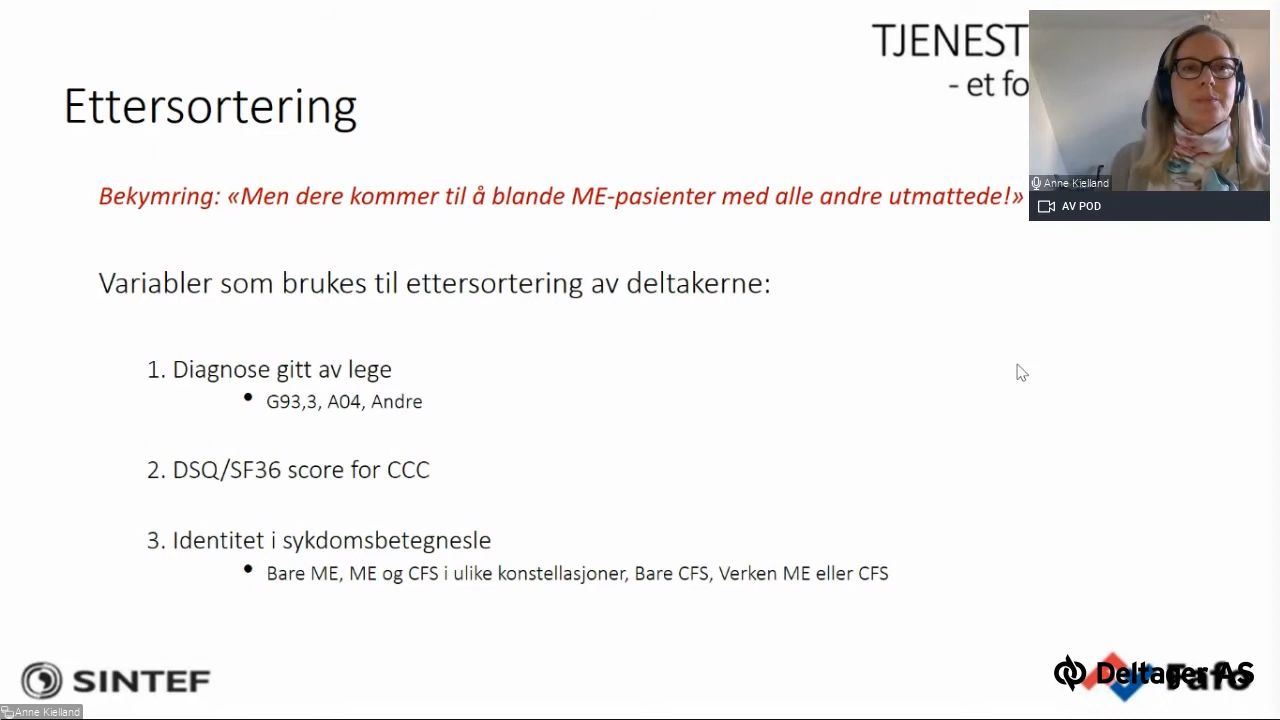 TJENEST
- et fo
Ettersortering
Bekymring: «Men dere kommer til å blande ME-pasienter med alle andre utmattede!»
Anne Kielland
AV POD
Variabler som brukes til ettersortering av deltakerne:
1. Diagnose gitt av lege
• G93,3, A04, Andre
2. DSQ/SF36 score for CCC
3. Identitet i sykdomsbetegnesle
• Bare ME, ME og CFS i ulike konstellasjoner, Bare CFS, Verken ME eller CFS
SINTEF
Deltager AS
Fafo
Anne Kielland